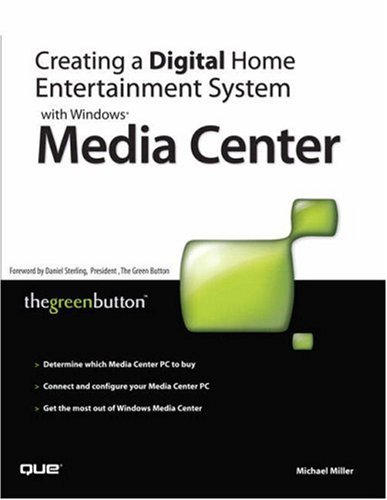 Creating a Digital Home
Entertainment System
with Windows®
Media Center
Foreword by Daniel Sterling, President, The Green Button
thegreenbutton™
> Determine which Media Center PC to buy
> Connect and configure your Media Center PC
> Get the most out of Windows Media Center
QUE®
Michael Miller